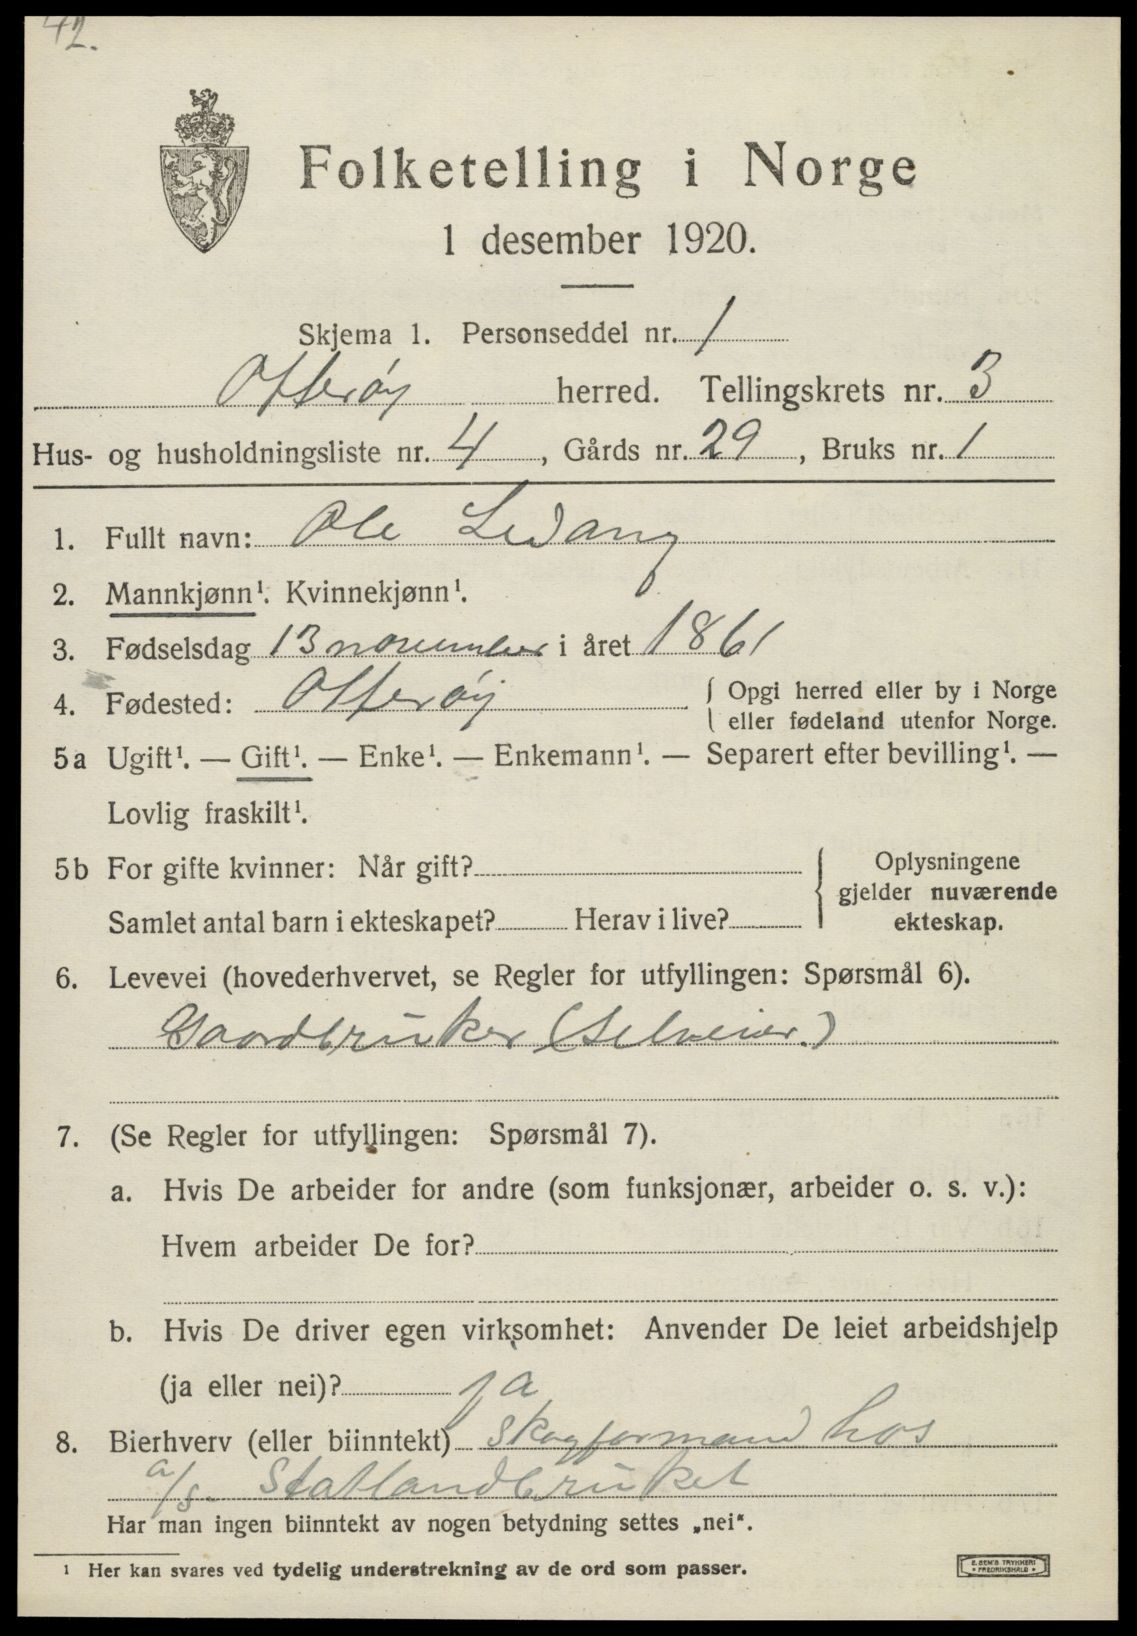 42.
Folketelling i Norge
1 desember 1920.
Skjema 1. Personseddel nr. 1
Otterøy herred. Tellingskrets nr. 3
Hus- og husholdningsliste nr. 4, Gårds nr. 29, Bruks nr. 1
1. Fullt navn: Ole Ledang
2. Mannkjønn¹. Kvinnekjønn¹.
3. Fødselsdag 13 november i året 1861
4. Fødested: Otterøy { Opgi herred eller by i Norge
eller fødeland utenfor Norge.
5a Ugift¹. — Gift¹. — Enke¹. — Enkemann¹. — Separert efter bevilling¹. —
Lovlig fraskilt¹.
5b For gifte kvinner: Når gift?
Samlet antal barn i ekteskapet? Herav i live?
Oplysningene
gjelder nuværende
ekteskap.
6. Levevei (hovederhvervet, se Regler for utfyllingen: Spørsmål 6).
Gaardbruker (Selveier.)
7. (Se Regler for utfyllingen: Spørsmål 7).
a. Hvis De arbeider for andre (som funksjonær, arbeider o. s. v.):
Hvem arbeider De for?
b. Hvis De driver egen virksomhet: Anvender De leiet arbeidshjelp
(ja eller nei)? ja
8. Bierhverv (eller biinntekt) Skogformand hos
a/s. Statlandbruket
Har man ingen biinntekt av nogen betydning settes „nei“.
¹ Her kan svares ved tydelig understrekning av de ord som passer.
E. SEM'S TRYKKERI
FREDRIKSHALD